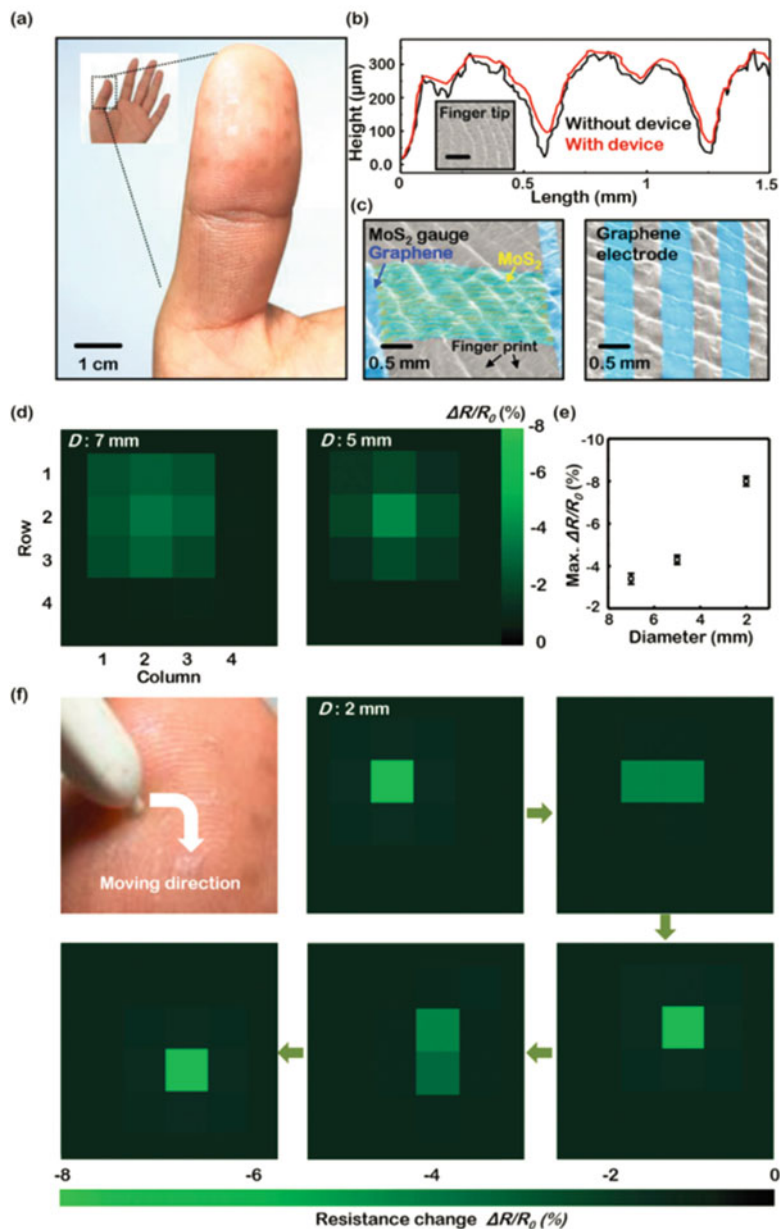 (a)
1 cm
(b)
Height (μm)
300
200
100
0.0
Finger tip
Without device
With device
0
0.5
1
1.5
Length (mm)
(c)
MoS₂ gauge
Graphene
MoS₂
Finger print
0.5 mm
Graphene
electrode
0.5 mm
(d)
D : 7 mm
Row
1
2
3
4
1 2 3 4
Column
D : 5 mm
ΔR/R₀ (%)
-8
-6
-4
-2
0
(e)
Max. ΔR/R₀ (%)
-10
-8
-6
-4
-2
8 6 4 2 0
Diameter (mm)
(f)
Moving direction
D : 2 mm
-8 -6 -4 -2 0
Resistance change ΔR/R₀ (%)